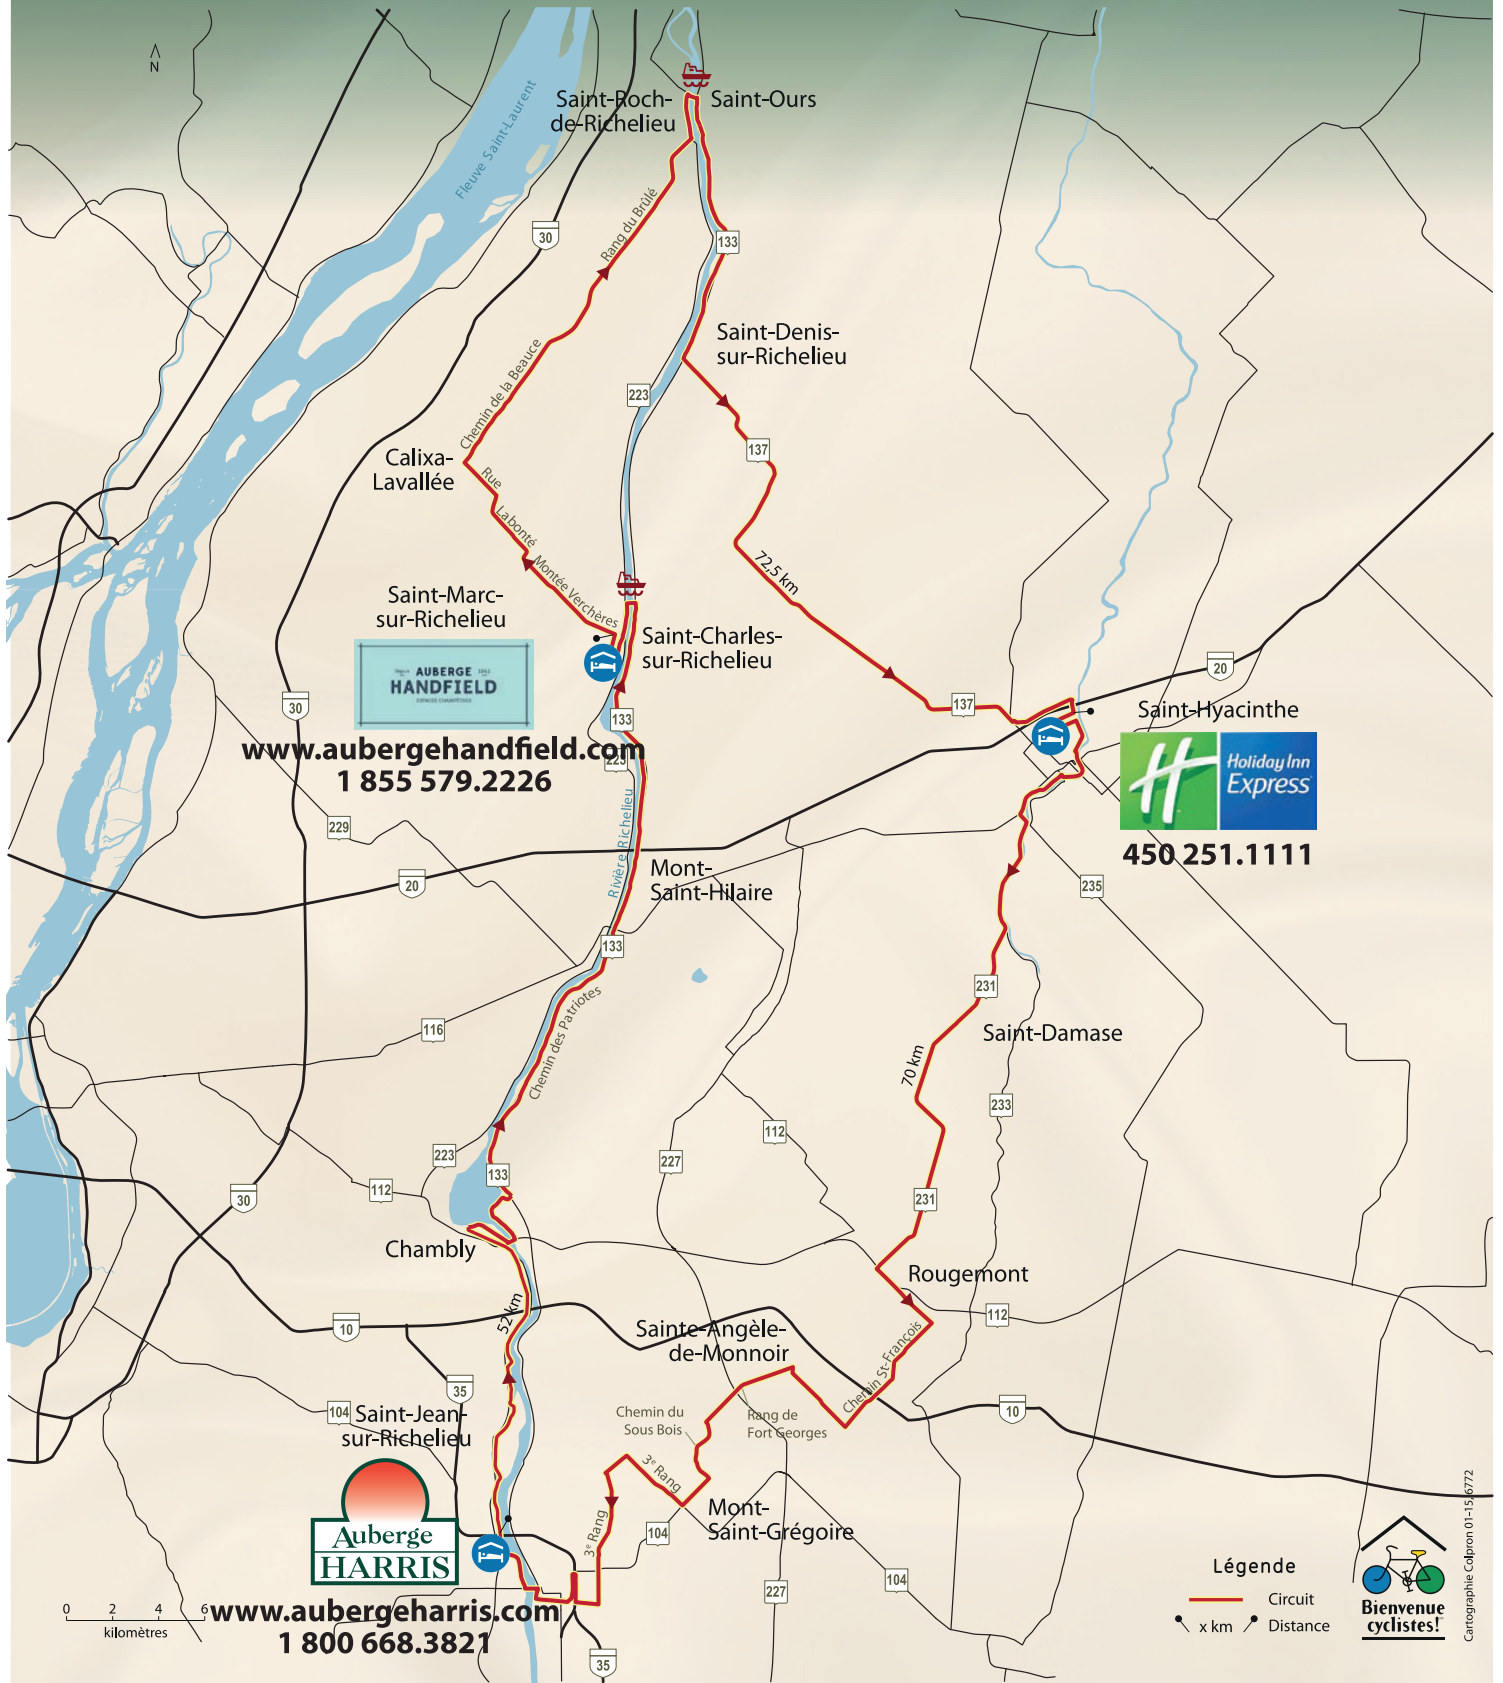 N
Fleuve Saint-Laurent
Saint-Roch-
de-Richelieu
Saint-Ours
Rang du Brûlé
30
133
Saint-Denis-
sur-Richelieu
Chemin de la Beauce
223
Calixa-
Lavallée
137
Rue
Labonté
Montée Verchères
72,5 km
Saint-Marc-
sur-Richelieu
Saint-Charles-
sur-Richelieu
AUBERGE
HANDFIELD
30
133
137
20
Saint-Hyacinthe
www.aubergehandfield.com
1 855 579.2226
223
Holiday Inn
Express
450 251.1111
Rivière Richelieu
229
20
Mont-
Saint-Hilaire
235
133
231
Chemin des Patriotes
116
Saint-Damase
70 km
233
112
223
227
133
112
30
231
Chambly
Rougemont
52 km
10
112
Sainte-Angèle-
de-Monnoir
Chemin St-François
35
10
104
Saint-Jean-
sur-Richelieu
Chemin du
Sous Bois
Rang de
Fort Georges
3e Rang
Mont-
Saint-Grégoire
3e Rang
104
Auberge
HARRIS
227
104
www.aubergeharris.com
1 800 668.3821
35
0 2 4 6
kilomètres
Légende
Circuit
x km
Distance
Bienvenue
cyclistes!
Cartographie Colpron 01-15, 6772